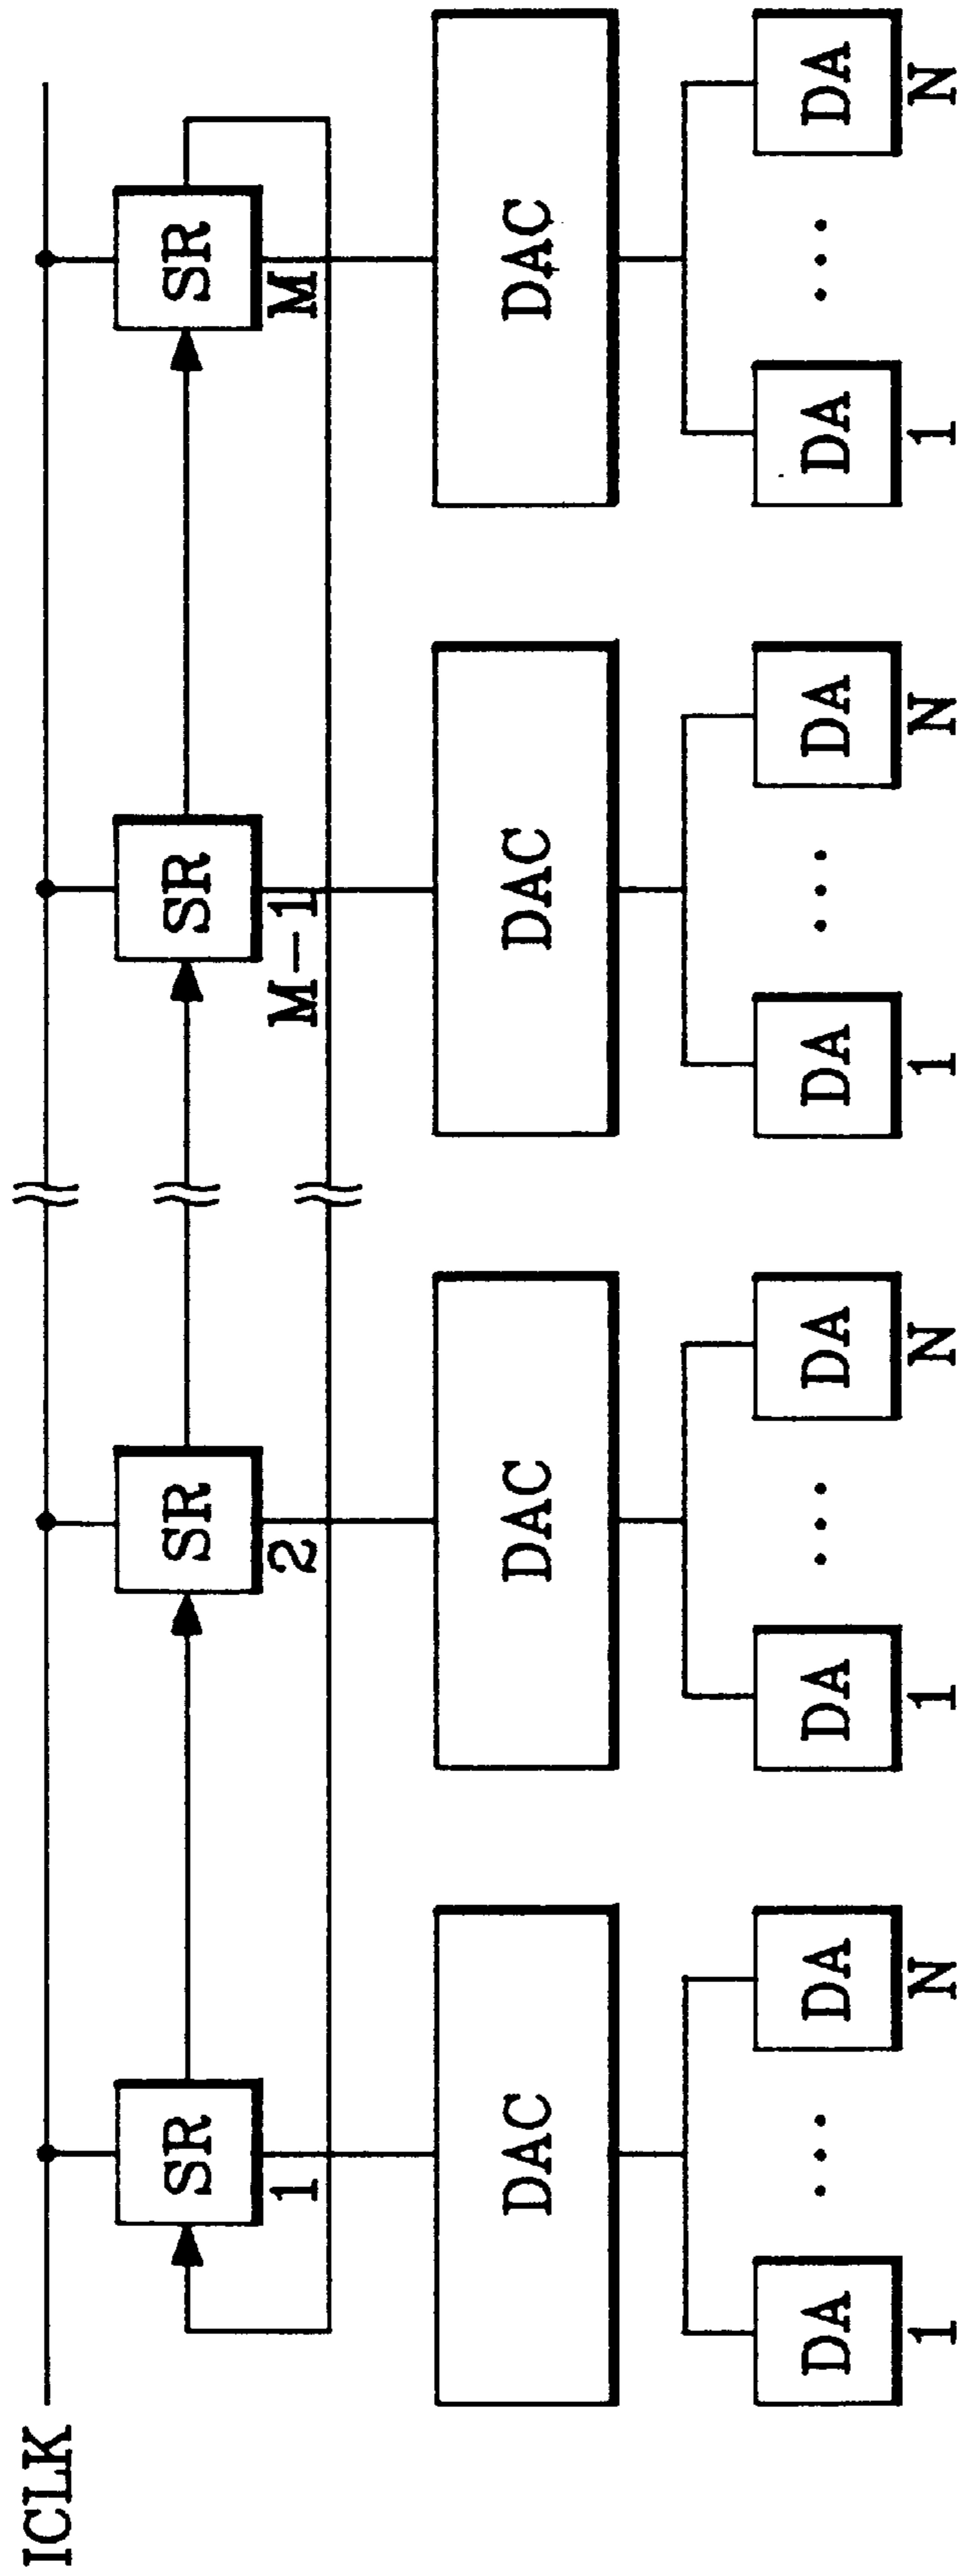 ICLK
SR SR SR SR
1 2 M-1 M
DAC DAC DAC DAC
DA ... DA DA ... DA DA ... DA DA ... DA
1 N 1 N 1 N 1 N